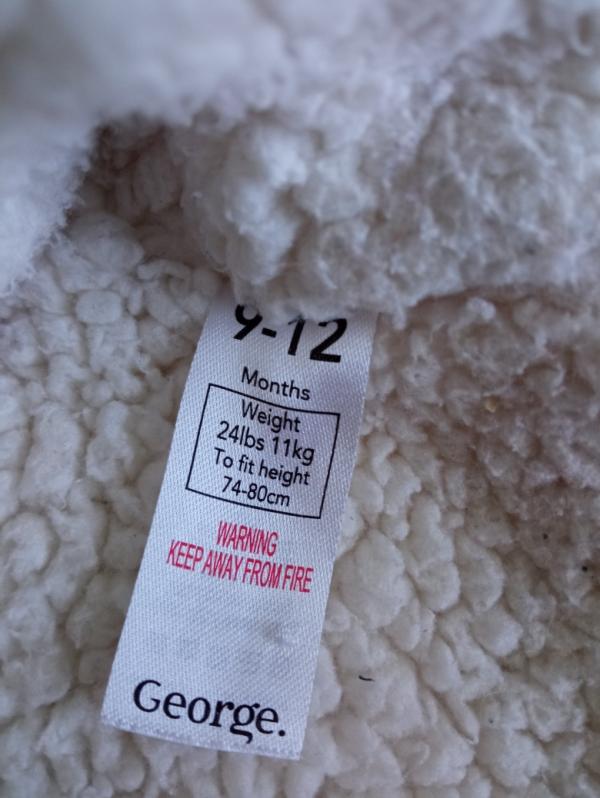 9-12
Months
Weight
24lbs 11kg
To fit height
74-80cm
WARNING
KEEP AWAY FROM FIRE
George.